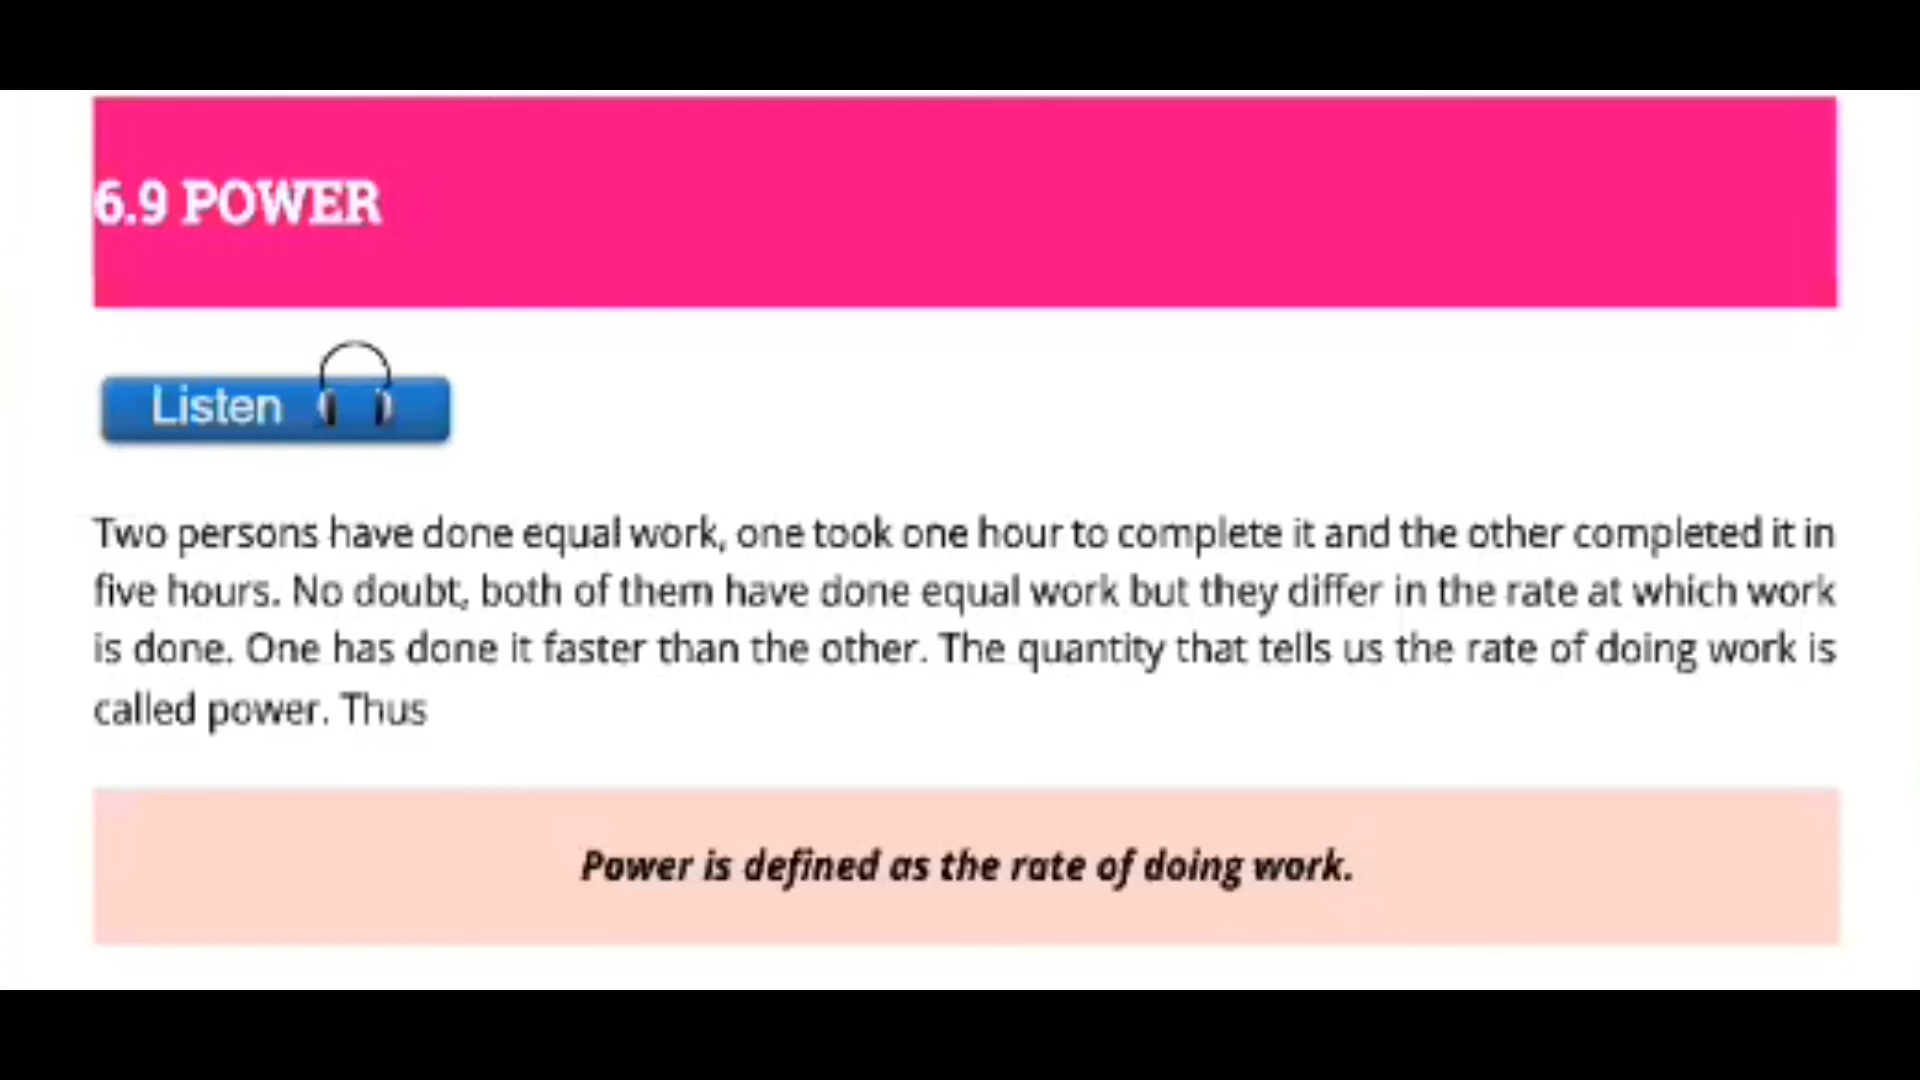 6.9 POWER
Listen
Two persons have done equal work, one took one hour to complete it and the other completed it in
five hours. No doubt, both of them have done equal work but they differ in the rate at which work
is done. One has done it faster than the other. The quantity that tells us the rate of doing work is
called power. Thus
Power is defined as the rate of doing work.